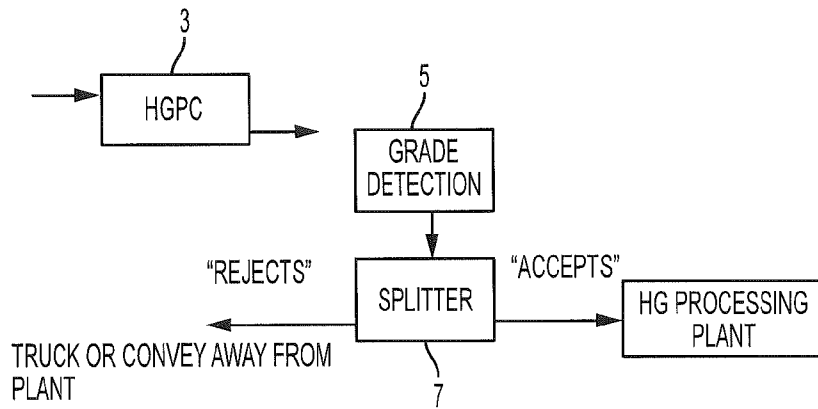 3
HGPC
5
GRADE
DETECTION
"REJECTS"
"ACCEPTS"
SPLITTER
HG PROCESSING
PLANT
TRUCK OR CONVEY AWAY FROM
PLANT
7